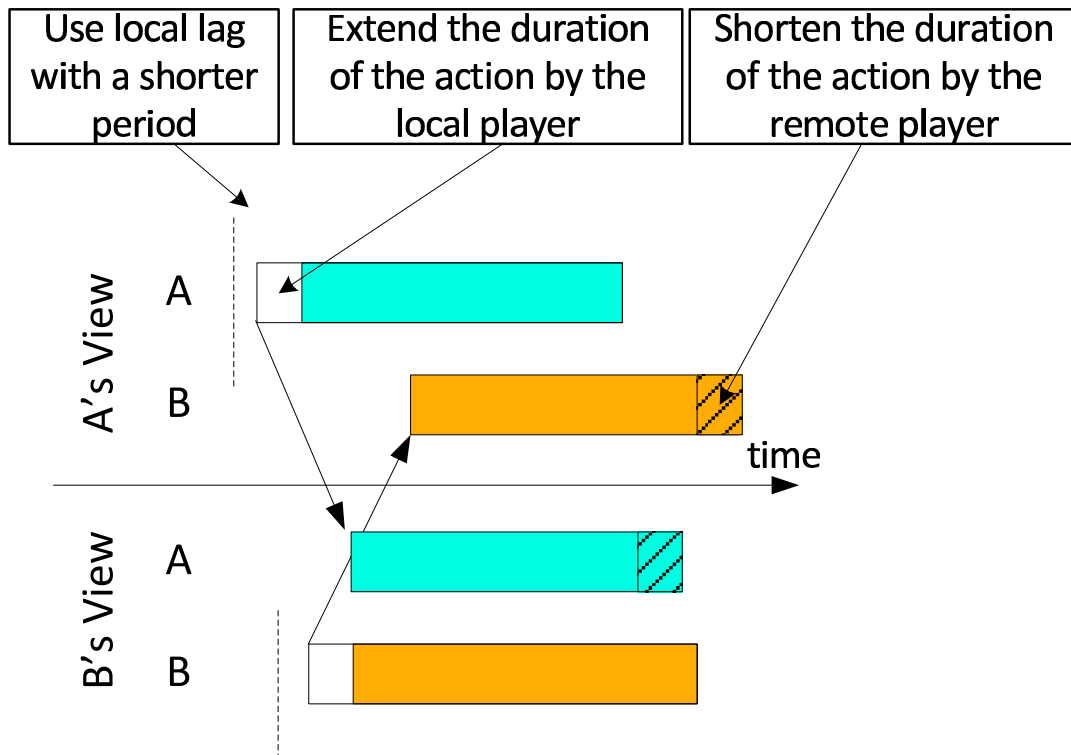 Use local lag
with a shorter
period
Extend the duration
of the action by the
local player
Shorten the duration
of the action by the
remote player
A's View
A
B
time
B's View
A
B